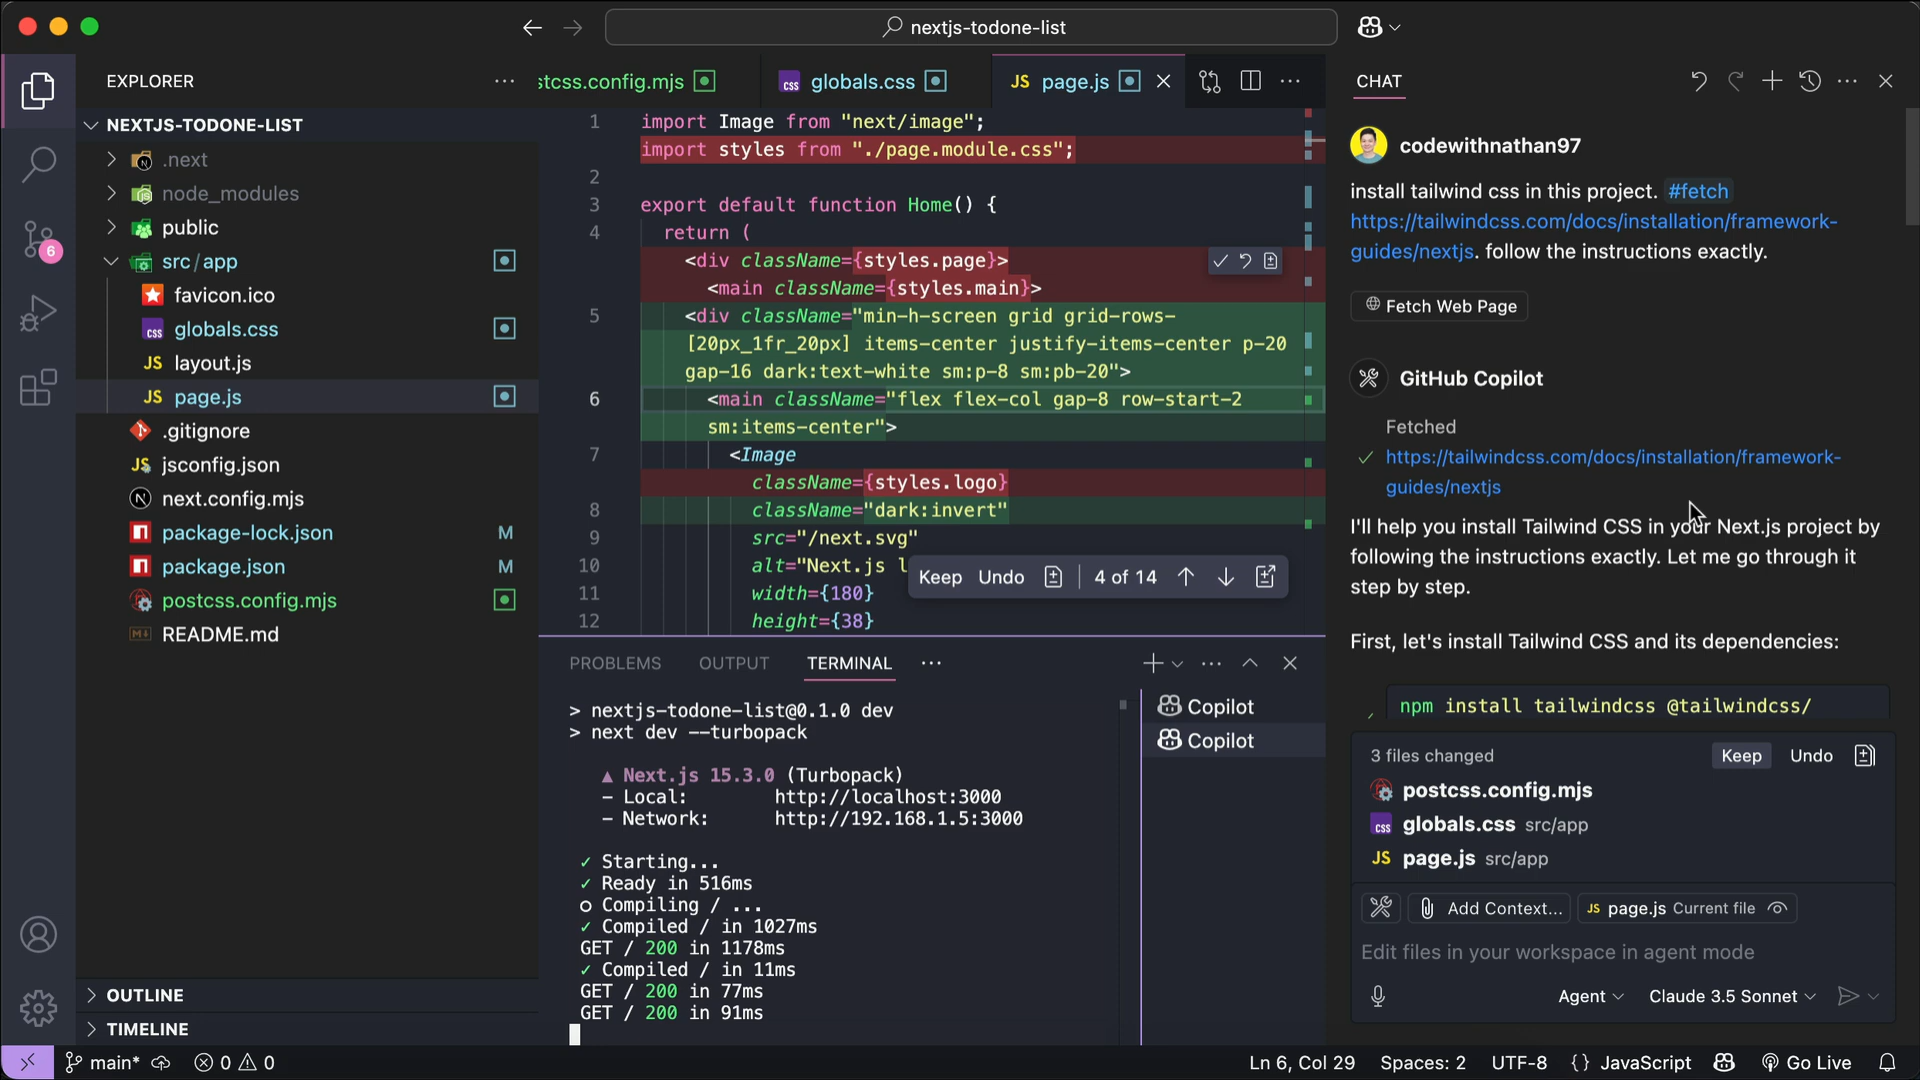 nextjs-todone-list
EXPLORER
NEXTJS-TODONE-LIST
.next
node_modules
public
src/app
favicon.ico
globals.css
layout.js
page.js
.gitignore
jsconfig.json
next.config.mjs
package-lock.json M
package.json M
postcss.config.mjs
README.md
OUTLINE
TIMELINE
6
stcss.config.mjs
css globals.css
JS page.js
1 import Image from "next/image";
import styles from "./page.module.css";
2
3 export default function Home() {
4 return (
<div className={styles.page}>
<main className={styles.main}>
5 <div className="min-h-screen grid grid-rows-
[20px_1fr_20px] items-center justify-items-center p-20
gap-16 dark:text-white sm:p-8 sm:pb-20">
6 <main className="flex flex-col gap-8 row-start-2
sm:items-center">
7 <Image
className={styles.logo}
8 className="dark:invert"
9 src="/next.svg"
10 alt="Next.js l
11 width={180}
12 height={38}
Keep Undo 4 of 14
PROBLEMS OUTPUT TERMINAL
> nextjs-todone-list@0.1.0 dev
> next dev --turbopack
▲ Next.js 15.3.0 (Turbopack)
- Local: http://localhost:3000
- Network: http://192.168.1.5:3000
✓ Starting...
✓ Ready in 516ms
○ Compiling / ...
✓ Compiled / in 1027ms
GET / 200 in 1178ms
✓ Compiled / in 11ms
GET / 200 in 77ms
GET / 200 in 91ms
Copilot
Copilot
CHAT
codewithnathan97
install tailwind css in this project. #fetch
https://tailwindcss.com/docs/installation/framework-
guides/nextjs. follow the instructions exactly.
Fetch Web Page
GitHub Copilot
Fetched
https://tailwindcss.com/docs/installation/framework-
guides/nextjs
I'll help you install Tailwind CSS in your Next.js project by
following the instructions exactly. Let me go through it
step by step.
First, let's install Tailwind CSS and its dependencies:
npm install tailwindcss @tailwindcss/
3 files changed Keep Undo
postcss.config.mjs
css globals.css src/app
JS page.js src/app
Add Context... JS page.js Current file
Edit files in your workspace in agent mode
Agent Claude 3.5 Sonnet
main* 0 0
Ln 6, Col 29 Spaces: 2 UTF-8 {} JavaScript Go Live